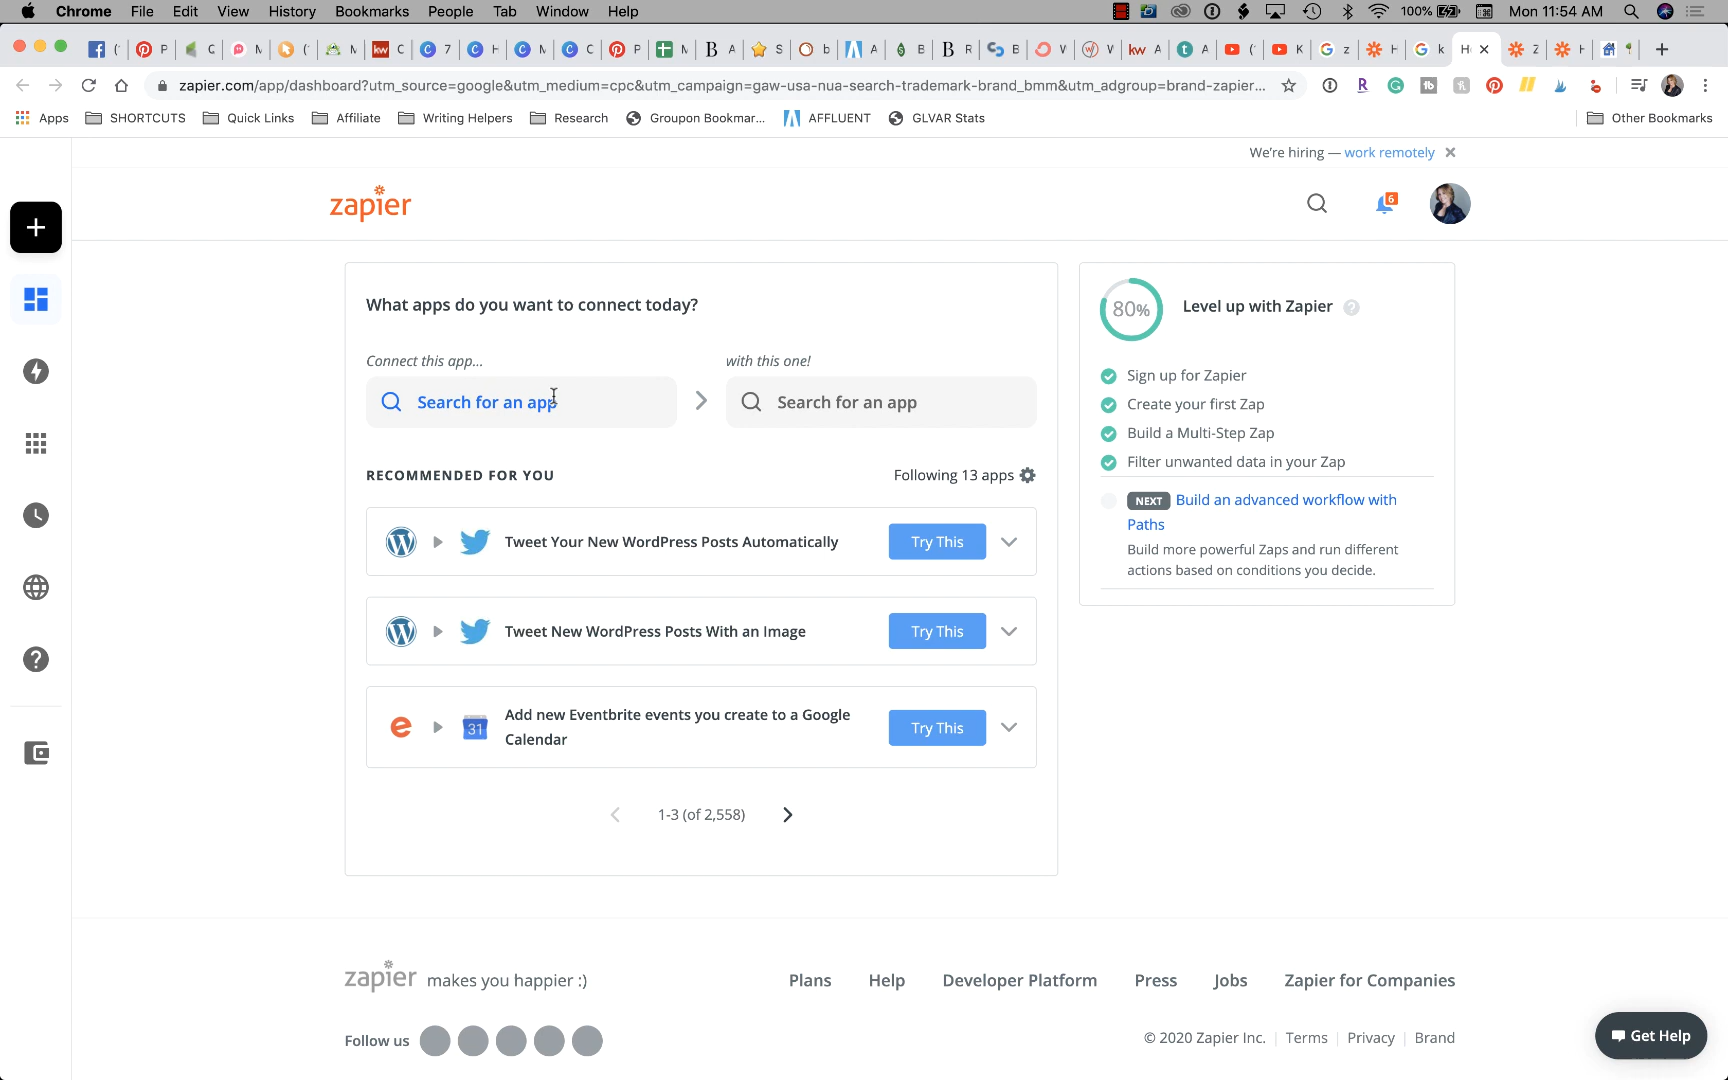 Chrome File Edit View History Bookmarks People Tab Window Help 100% Mon 11:54 AM
zapier.com/app/dashboard?utm_source=google&utm_medium=cpc&utm_campaign=gaw-usa-nua-search-trademark-brand_bmm&utm_adgroup=brand-zapier...
Apps SHORTCUTS Quick Links Affiliate Writing Helpers Research Groupon Bookmar... AFFLUENT GLVAR Stats Other Bookmarks
We're hiring — work remotely
zapier
6
What apps do you want to connect today?
Connect this app...
with this one!
Search for an app
Search for an app
RECOMMENDED FOR YOU
Following 13 apps
Tweet Your New WordPress Posts Automatically
Try This
Tweet New WordPress Posts With an Image
Try This
31
Add new Eventbrite events you create to a Google
Calendar
Try This
1-3 (of 2,558)
80%
Level up with Zapier
Sign up for Zapier
Create your first Zap
Build a Multi-Step Zap
Filter unwanted data in your Zap
NEXT Build an advanced workflow with
Paths
Build more powerful Zaps and run different
actions based on conditions you decide.
zapier makes you happier :)
Plans Help Developer Platform Press Jobs Zapier for Companies
Follow us
© 2020 Zapier Inc. Terms Privacy Brand
Get Help